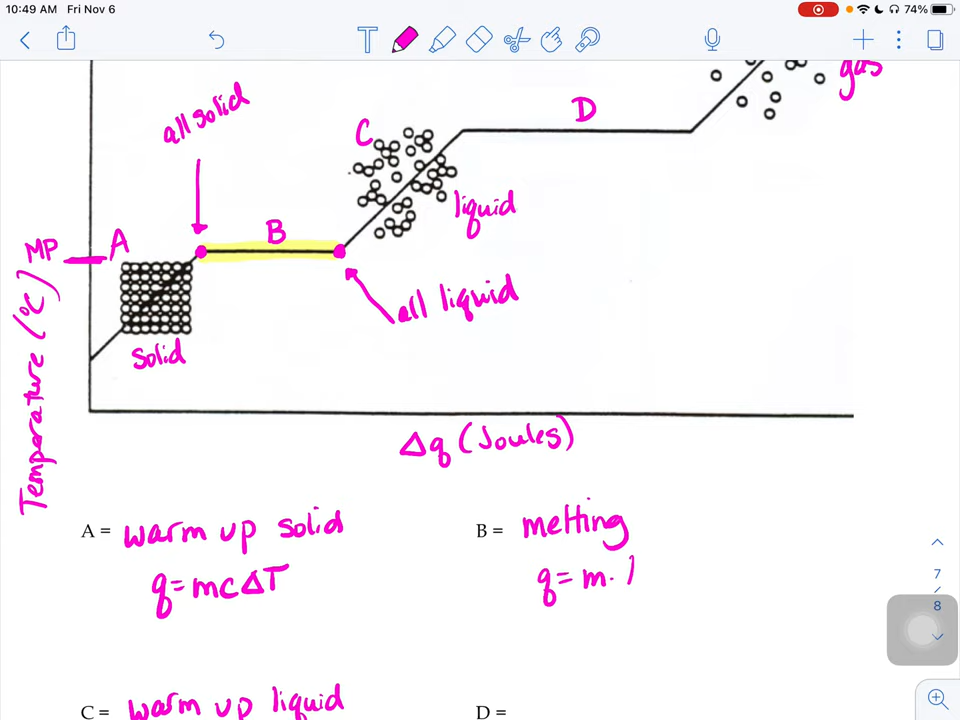 10:49 AM Fri Nov 6
74%
T
gas
all solid
D
C
liquid
B
MP
A
all liquid
solid
Temperature (°C)
Δq (Joules)
A = warm up solid
q = mcΔT
B = melting
q = m·
7
/
8
C = warm up liquid
D =